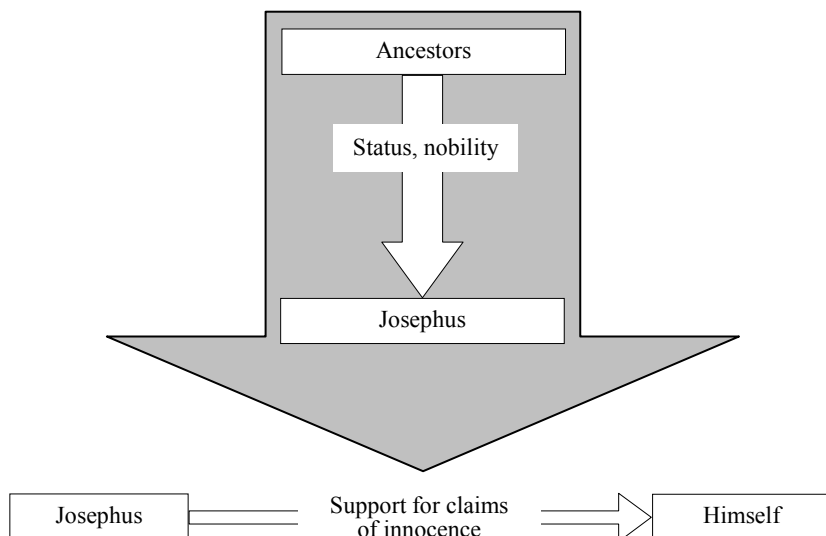 Ancestors
Status, nobility
Josephus
Josephus
Support for claims
of innocence
Himself